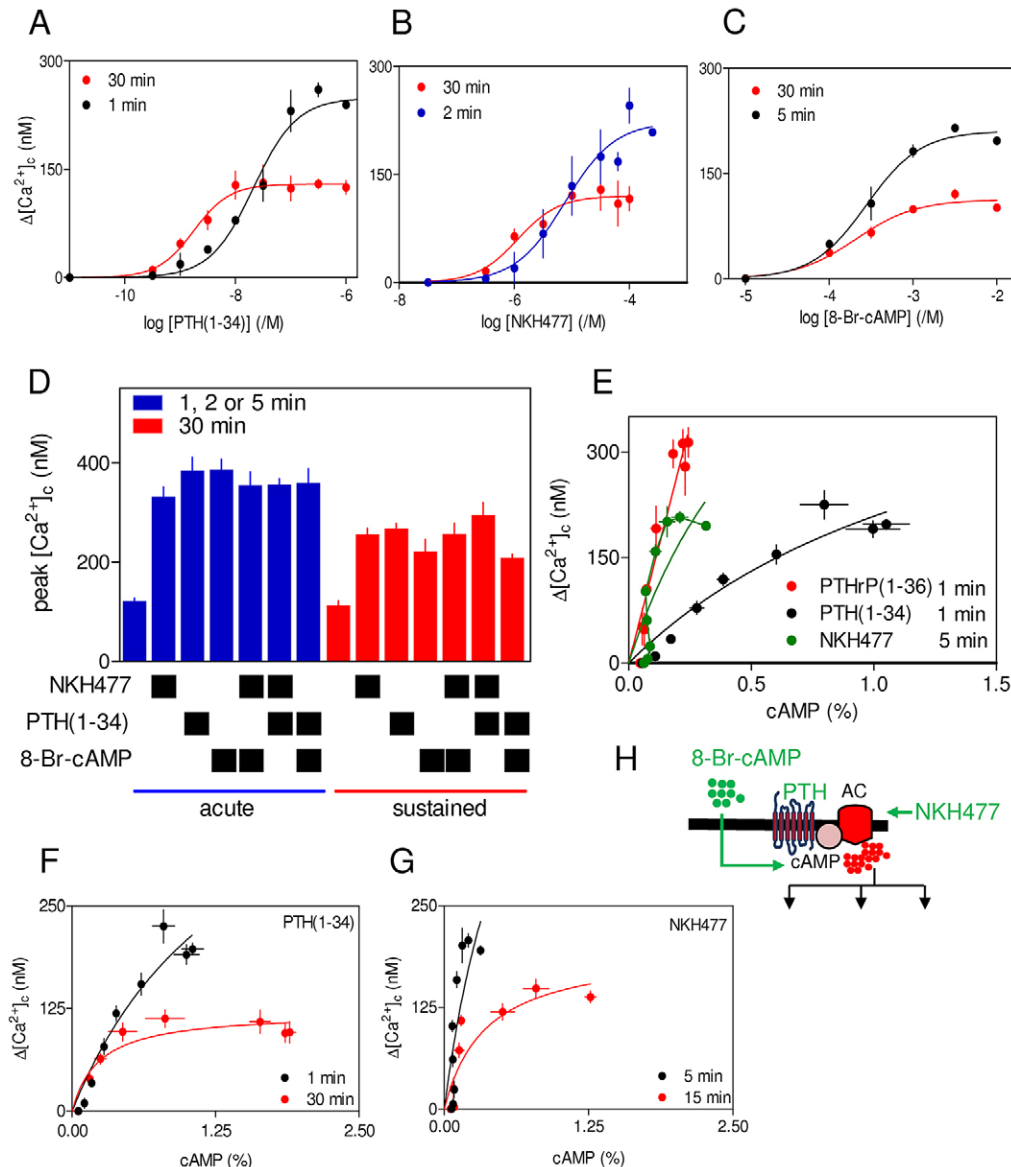 A
300
150
0
Δ[Ca²⁺]c (nM)
30 min
1 min
-10
-8
-6
log [PTH(1-34)] (/M)
B
300
150
0
30 min
2 min
-8
-6
-4
log [NKH477] (/M)
C
300
150
0
30 min
5 min
-5
-4
-3
-2
log [8-Br-cAMP] (/M)
D
peak [Ca²⁺]c (nM)
400
200
0
1, 2 or 5 min
30 min
NKH477
PTH(1-34)
8-Br-cAMP
acute
sustained
E
Δ[Ca²⁺]c (nM)
300
150
0
PTHrP(1-36) 1 min
PTH(1-34) 1 min
NKH477 5 min
0.0
0.5
1.0
1.5
cAMP (%)
H
8-Br-cAMP
PTH
AC
NKH477
cAMP
F
Δ[Ca²⁺]c (nM)
250
125
0
PTH(1-34)
1 min
30 min
0.00
1.25
2.50
cAMP (%)
G
Δ[Ca²⁺]c (nM)
250
125
0
NKH477
5 min
15 min
0.00
1.25
2.50
cAMP (%)